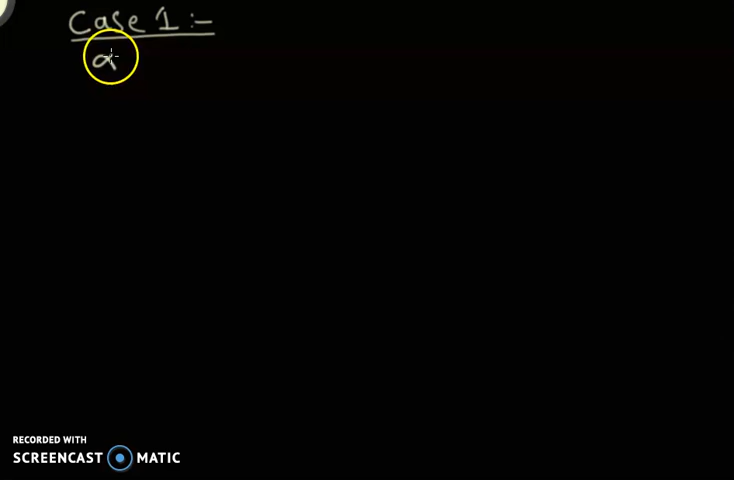 Case 1 :-
α
RECORDED WITH
SCREENCAST MATIC